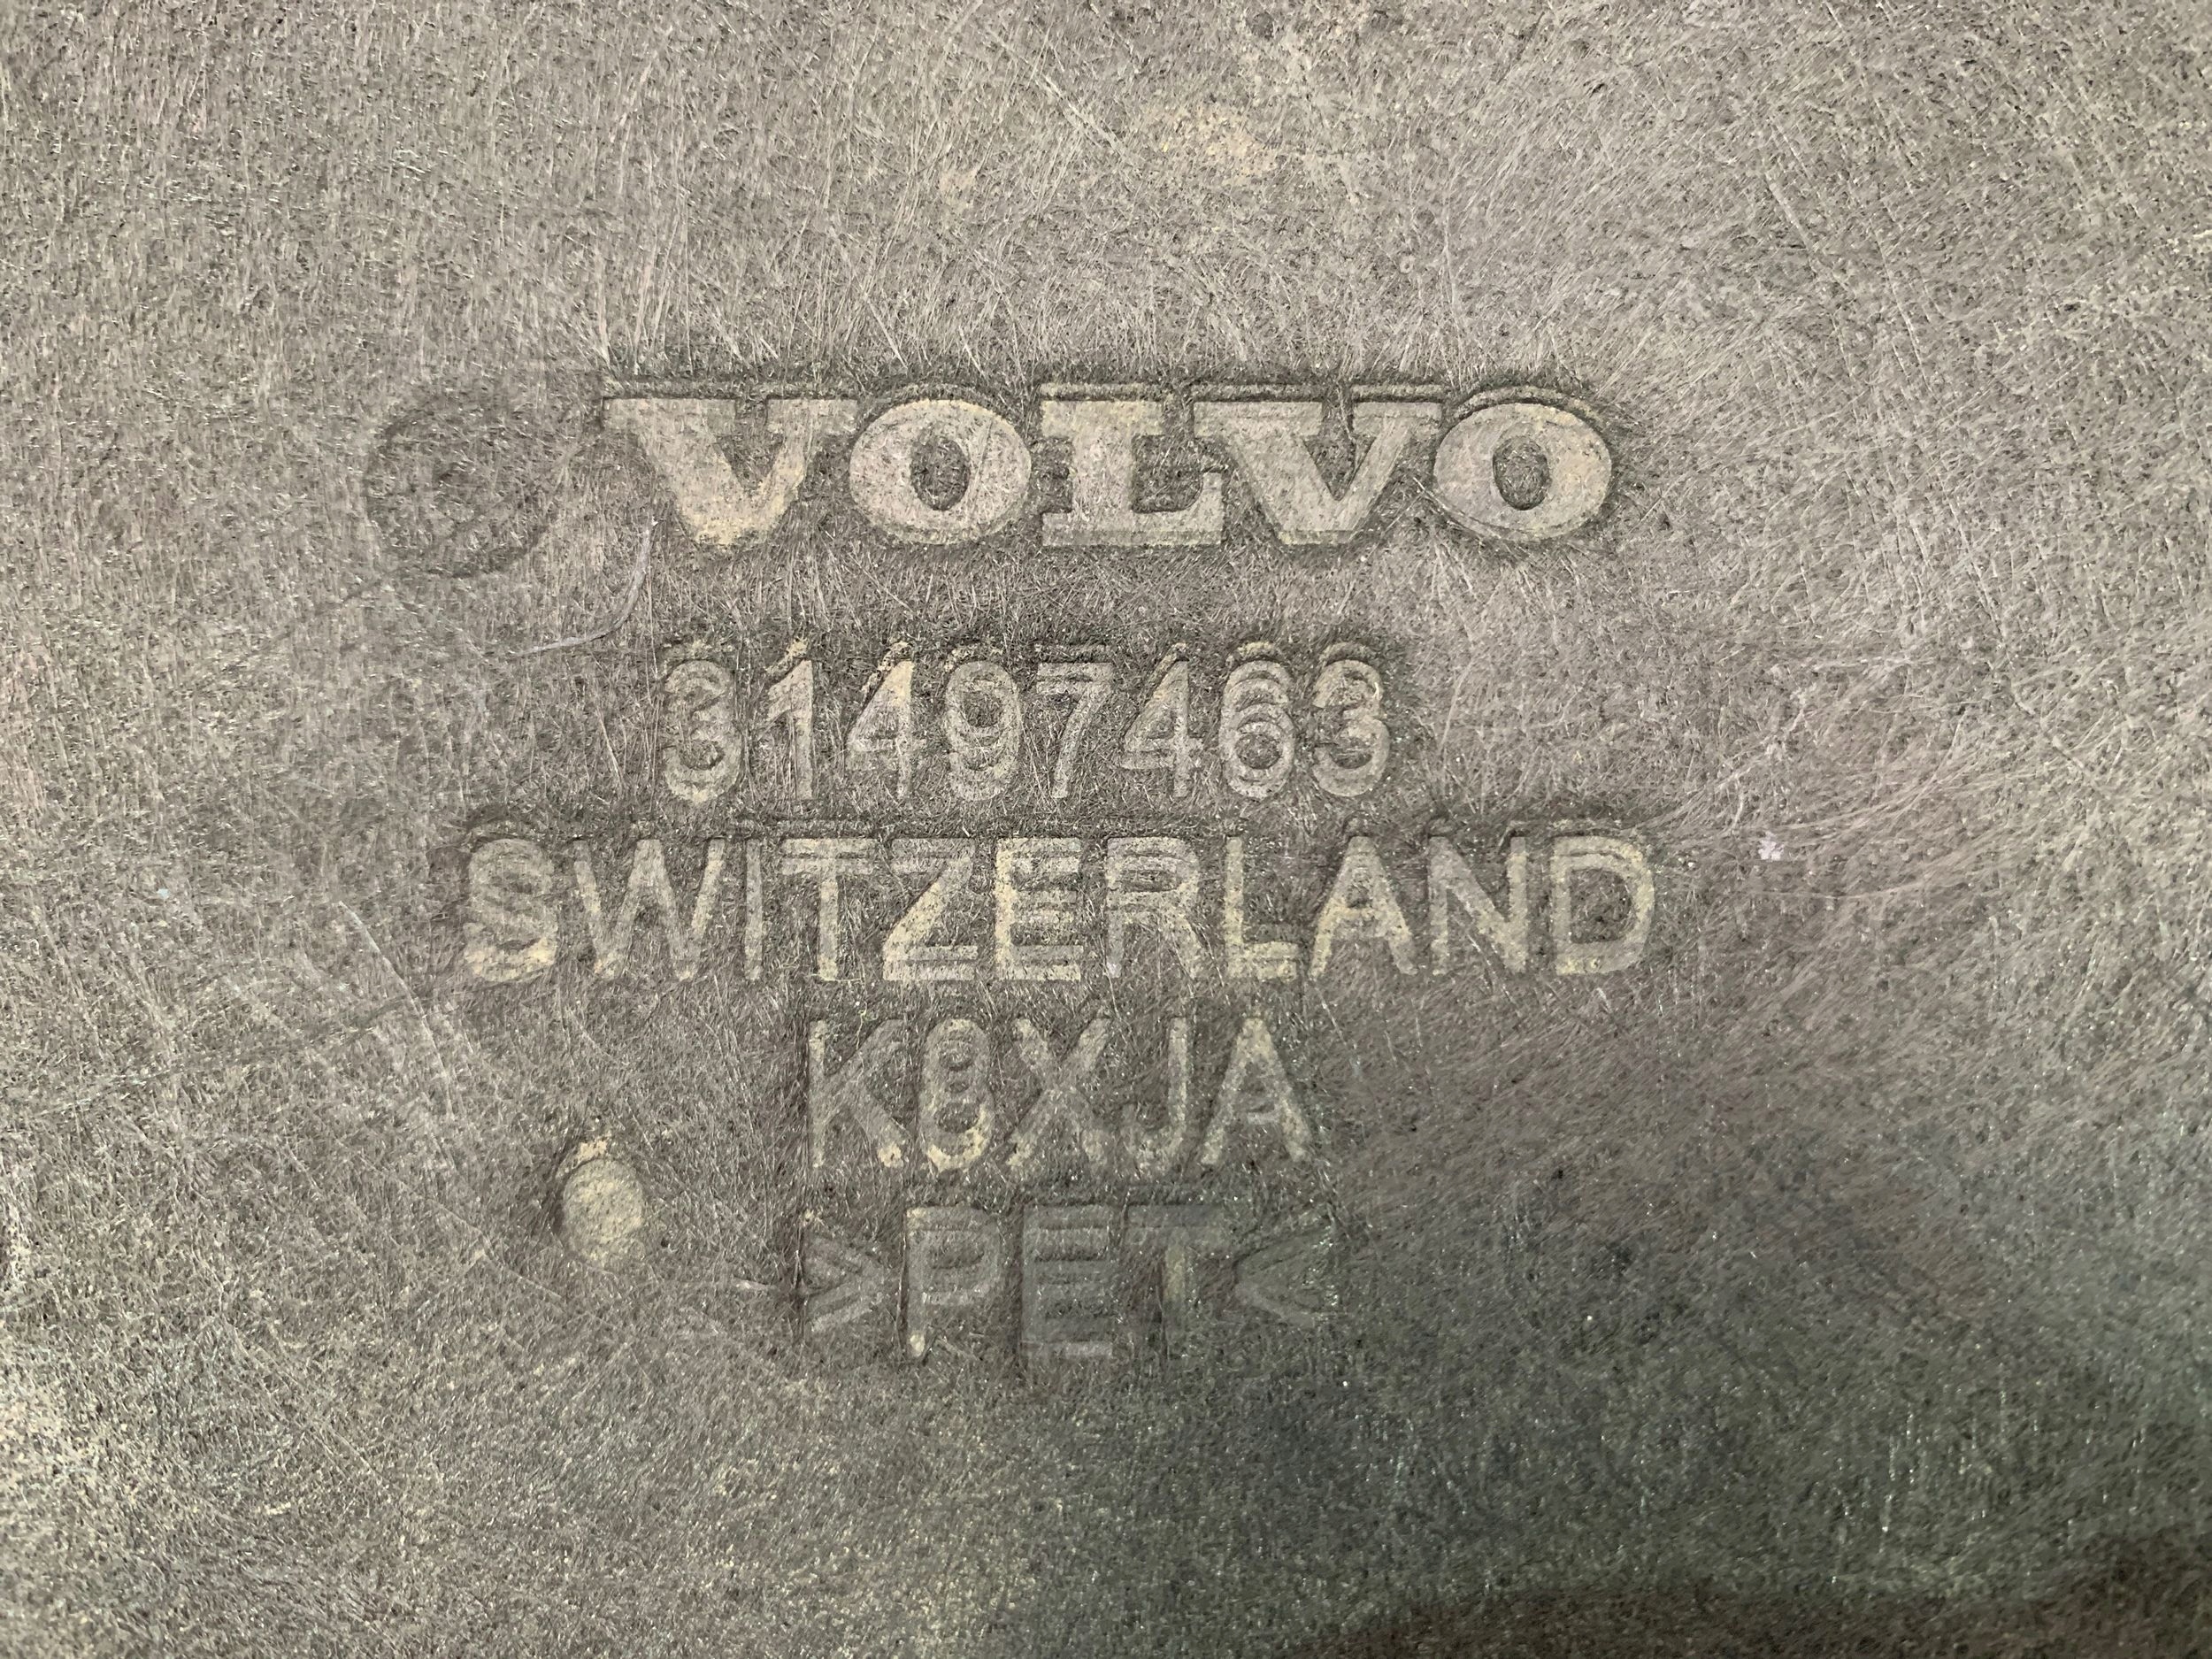 VOLVO
31497463
SWITZERLAND
K8XJA
>PET<